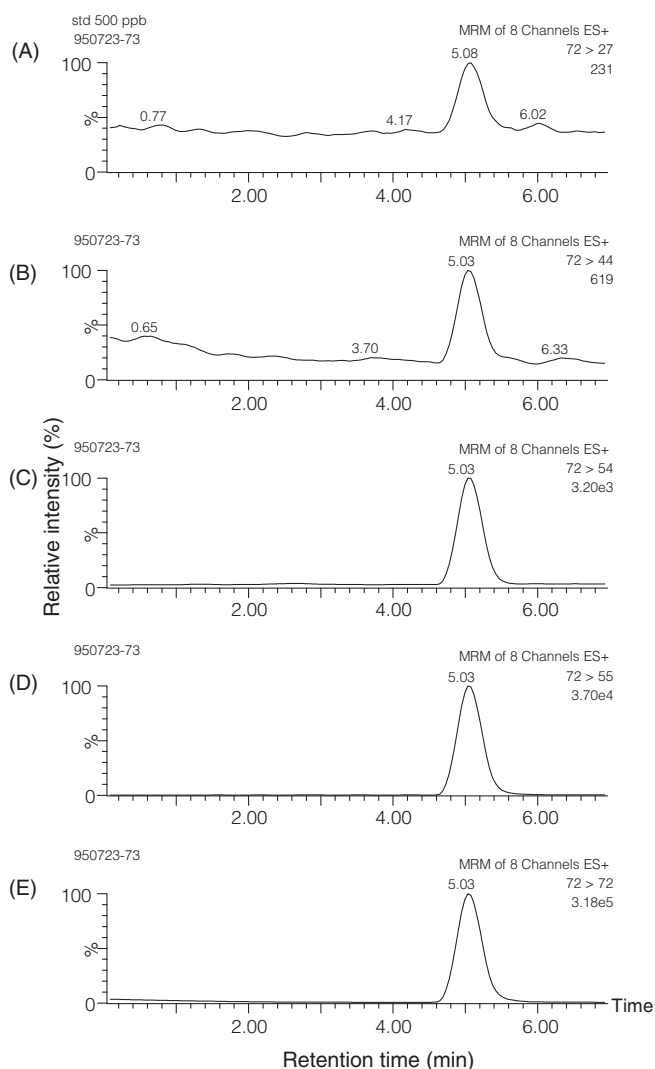 std 500 ppb
950723-73
MRM of 8 Channels ES+
72 > 27
231
(A)
100
%
0
0.77
4.17
5.08
6.02
2.00
4.00
6.00
950723-73
MRM of 8 Channels ES+
72 > 44
619
(B)
100
%
0
0.65
3.70
5.03
6.33
2.00
4.00
6.00
Relative intensity (%)
950723-73
MRM of 8 Channels ES+
72 > 54
3.20e3
(C)
100
%
0
5.03
2.00
4.00
6.00
950723-73
MRM of 8 Channels ES+
72 > 55
3.70e4
(D)
100
%
0
5.03
2.00
4.00
6.00
950723-73
MRM of 8 Channels ES+
72 > 72
3.18e5
(E)
100
%
0
5.03
Time
2.00
4.00
6.00
Retention time (min)